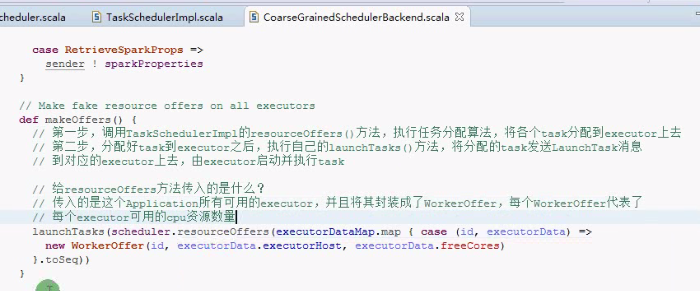 cheduler.scala TaskSchedulerImpl.scala CoarseGrainedSchedulerBackend.scala
case RetrieveSparkProps =>
sender ! sparkProperties
}
// Make fake resource offers on all executors
def makeOffers() {
// 第一步，调用TaskSchedulerImpl的resourceOffers()方法，执行任务分配算法，将各个task分配到executor上去
// 第二步，分配好task到executor之后，执行自己的launchTasks()方法，将分配的task发送LaunchTask消息
// 到对应的executor上去，由executor启动并执行task
// 给resourceOffers方法传入的是什么？
// 传入的是这个Application所有可用的executor，并且将其封装成了WorkerOffer，每个WorkerOffer代表了
// 每个executor可用的cpu资源数量
launchTasks(scheduler.resourceOffers(executorDataMap.map { case (id, executorData) =>
new WorkerOffer(id, executorData.executorHost, executorData.freeCores)
}.toSeq))
}